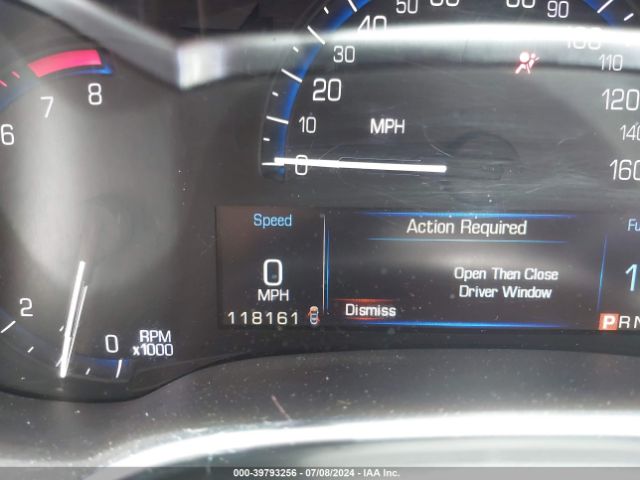 50
90
40
100
30
110
8
7
20
120
6
10
MPH
140
0
160
Speed
Action Required
0
Open Then Close
MPH
Driver Window
2
118161
Dismiss
P R N
0
RPM
x1000
000-39793256 - 07/08/2024 - IAA Inc.